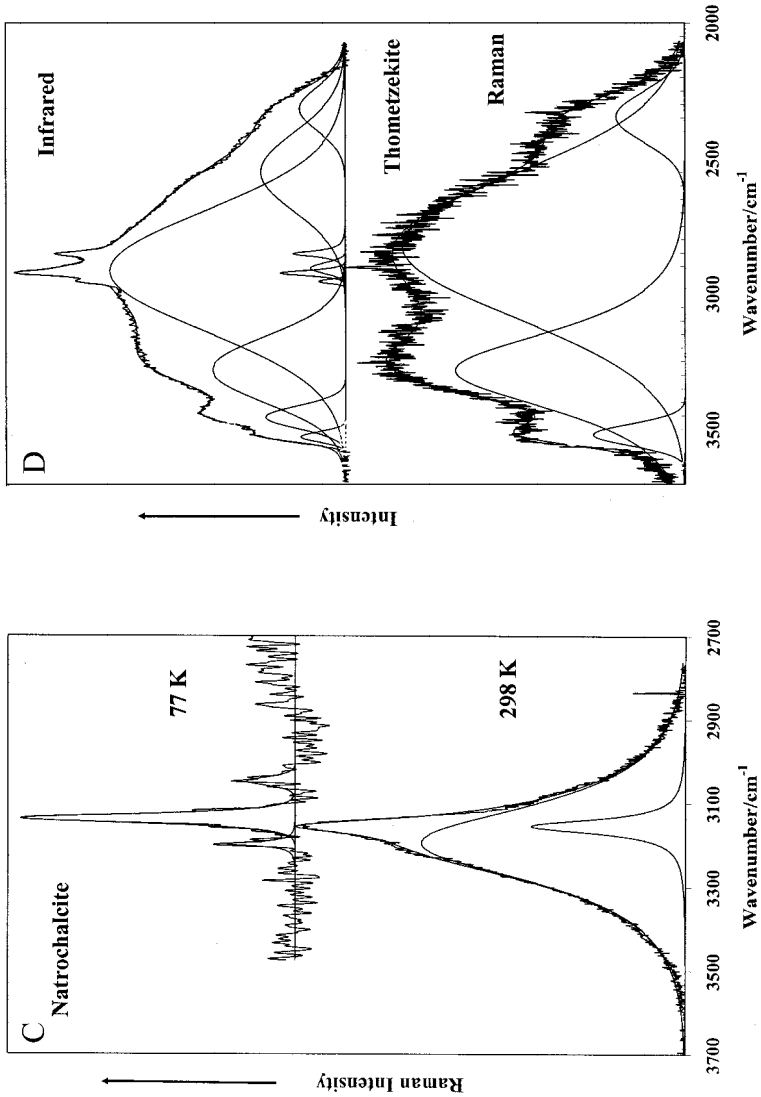 C
Natrochalcite
77 K
298 K
Raman Intensity
3700
3500
3300
3100
2900
2700
Wavenumber/cm-1
D
Infrared
Thometzekite
Raman
Intensity
3500
3000
2500
2000
Wavenumber/cm-1